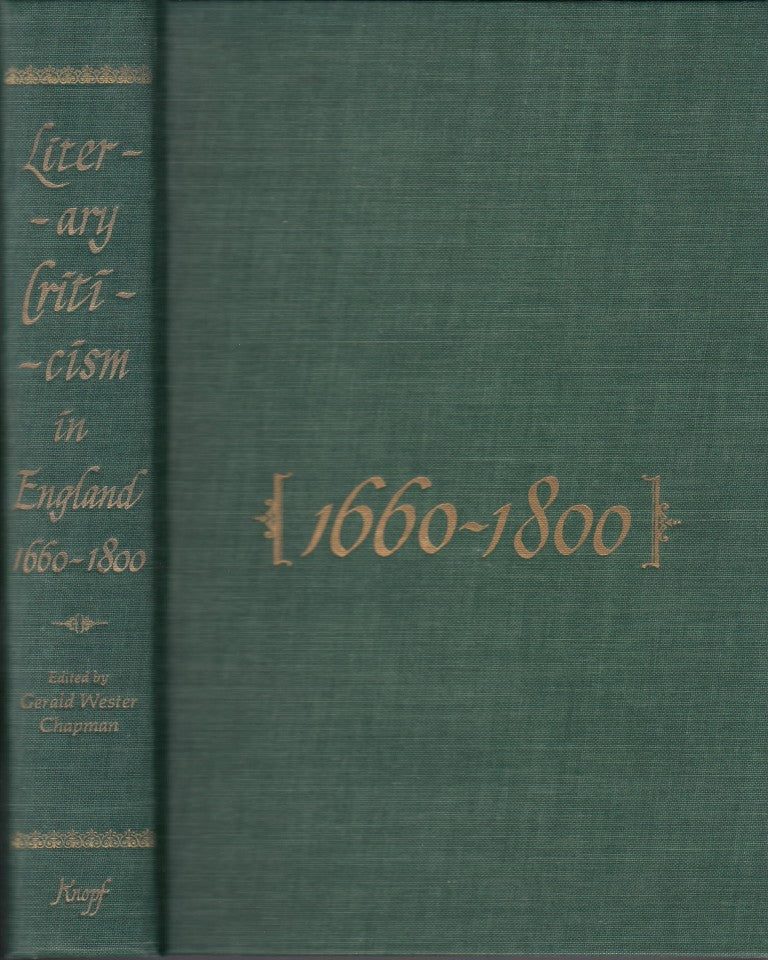 Liter-
-ary
Criti-
-cism
in
England
1660-1800
Edited by
Gerald Wester
Chapman
Knopf
[1660-1800]